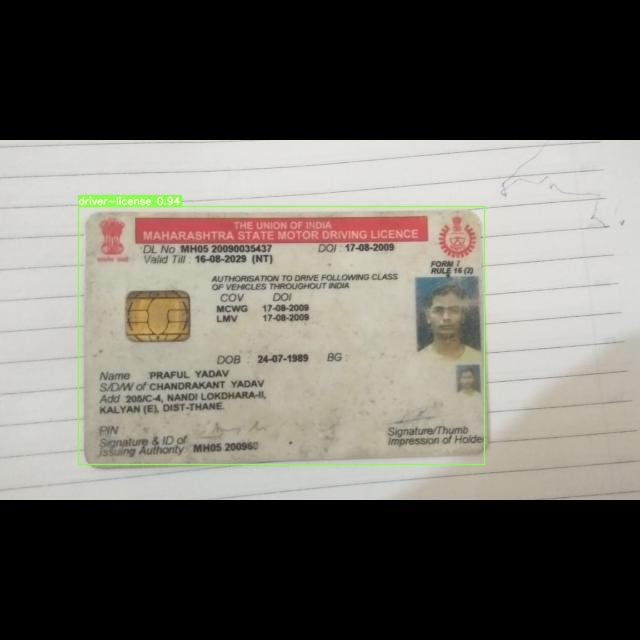 driver-license 0.94
THE UNION OF INDIA
MAHARASHTRA STATE MOTOR DRIVING LICENCE
DL No MH05 20090035437 DOI : 17-08-2009
Valid Till : 16-08-2029 (NT)
FORM 7
RULE 16 (2)
AUTHORISATION TO DRIVE FOLLOWING CLASS
OF VEHICLES THROUGHOUT INDIA
COV DOI
MCWG 17-08-2009
LMV 17-08-2009
DOB : 24-07-1989 BG :
Name PRAFUL YADAV
S/D/W of CHANDRAKANT YADAV
Add 205/C-4, NANDI LOKDHARA-II,
KALYAN (E), DIST-THANE.
PIN
Signature & ID of
Issuing Authority MH05 200960
Signature/Thumb
Impression of Holde